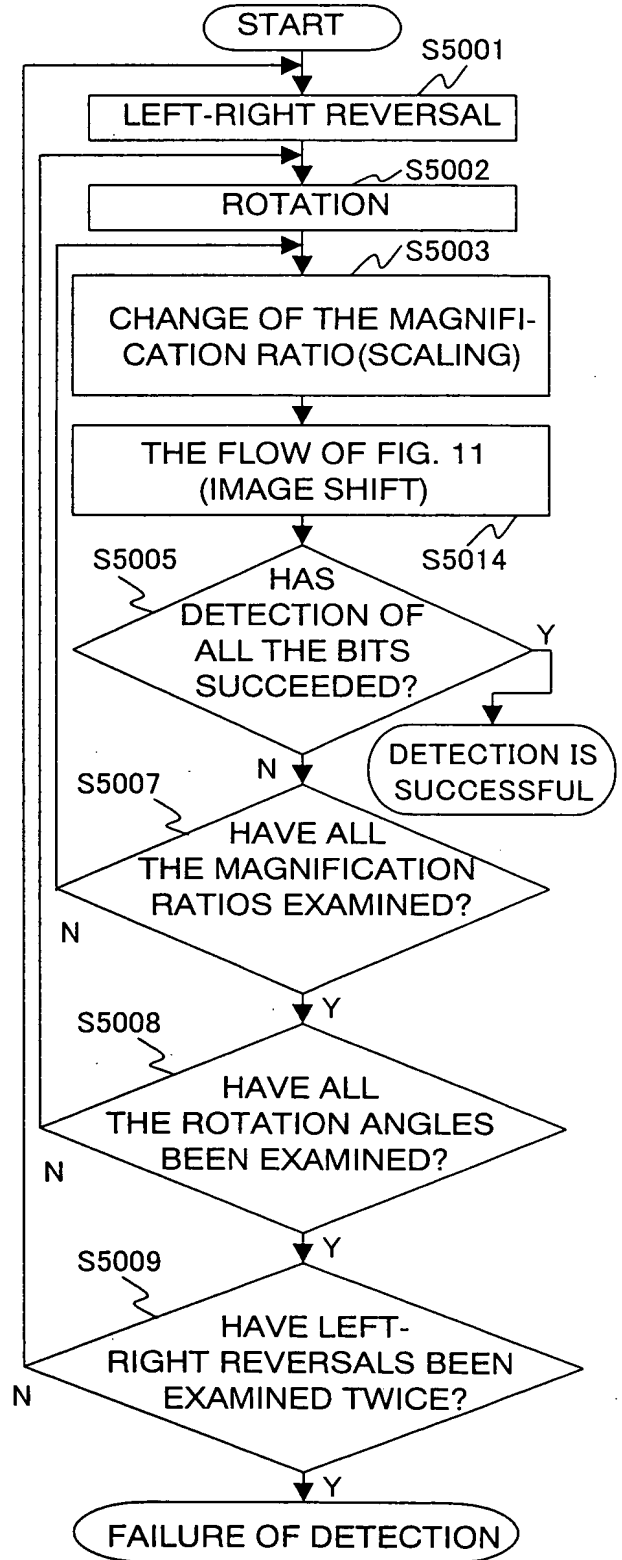 START
S5001
LEFT-RIGHT REVERSAL
S5002
ROTATION
S5003
CHANGE OF THE MAGNIFI-
CATION RATIO(SCALING)
THE FLOW OF FIG. 11
(IMAGE SHIFT)
S5014
S5005
HAS
DETECTION OF
ALL THE BITS
SUCCEEDED?
Y
DETECTION IS
SUCCESSFUL
N
S5007
HAVE ALL
THE MAGNIFICATION
RATIOS EXAMINED?
N
Y
S5008
HAVE ALL
THE ROTATION ANGLES
BEEN EXAMINED?
N
Y
S5009
HAVE LEFT-
RIGHT REVERSALS BEEN
EXAMINED TWICE?
N
Y
FAILURE OF DETECTION